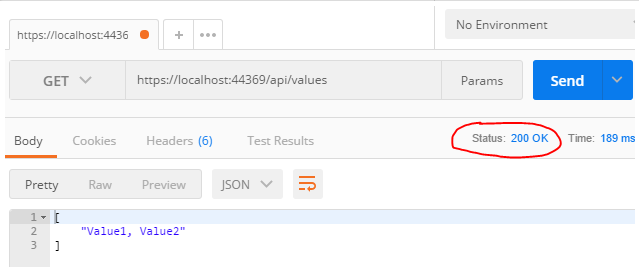 https://localhost:4436
+
•••
No Environment
GET
https://localhost:44369/api/values
Params
Send
Body
Cookies
Headers (6)
Test Results
Status: 200 OK
Time: 189 ms
Pretty
Raw
Preview
JSON
1 [
2 "Value1, Value2"
3 ]